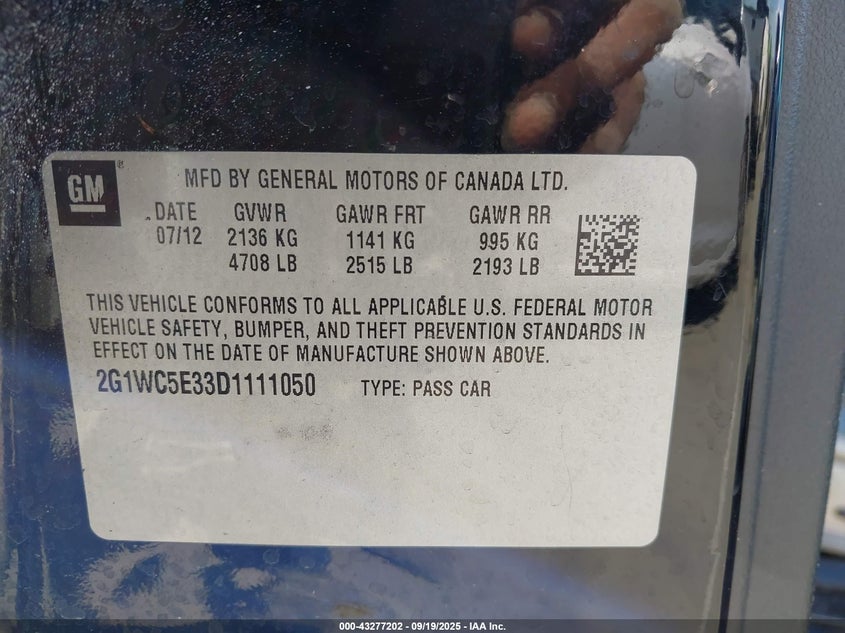 GM ®
MFD BY GENERAL MOTORS OF CANADA LTD.
DATE GVWR GAWR FRT GAWR RR
07/12 2136 KG 1141 KG 995 KG
4708 LB 2515 LB 2193 LB
THIS VEHICLE CONFORMS TO ALL APPLICABLE U.S. FEDERAL MOTOR
VEHICLE SAFETY, BUMPER, AND THEFT PREVENTION STANDARDS IN
EFFECT ON THE DATE OF MANUFACTURE SHOWN ABOVE.
2G1WC5E33D1111050 TYPE: PASS CAR
000-43277202 - 09/19/2025 - IAA Inc.